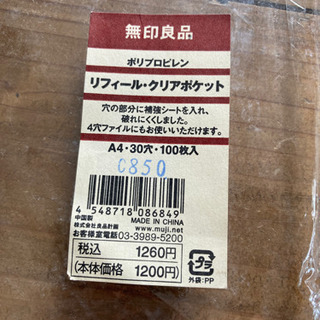 無印良品
ポリプロピレン
リフィール・クリアポケット
穴の部分に補強シートを入れ、
破れにくくしました。
4穴ファイルにもお使いいただけます。
A4・30穴・100枚入
C850
4 548718 086849
中国製 MADE IN CHINA
株式会社良品計画 www.muji.net
お客様室電話03-3989-5200
税込 1260円
(本体価格 1200円)
プラ
外袋:PP